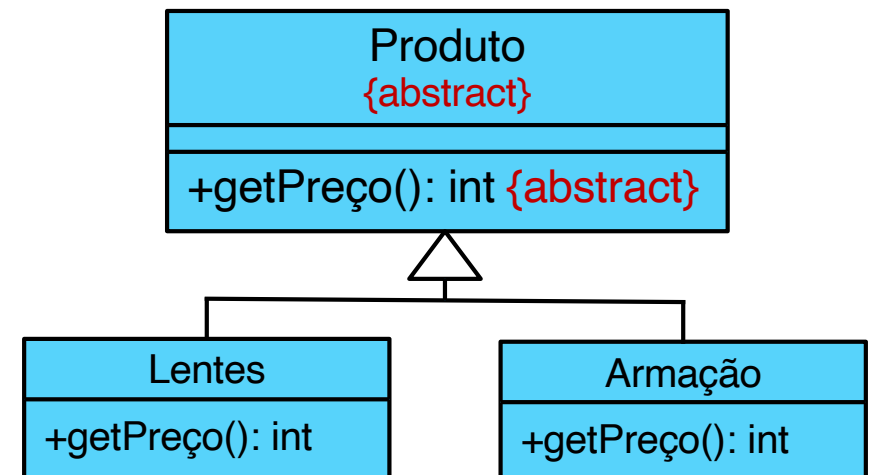 Produto
{abstract}
+getPreço(): int {abstract}
Lentes
+getPreço(): int
Armação
+getPreço(): int